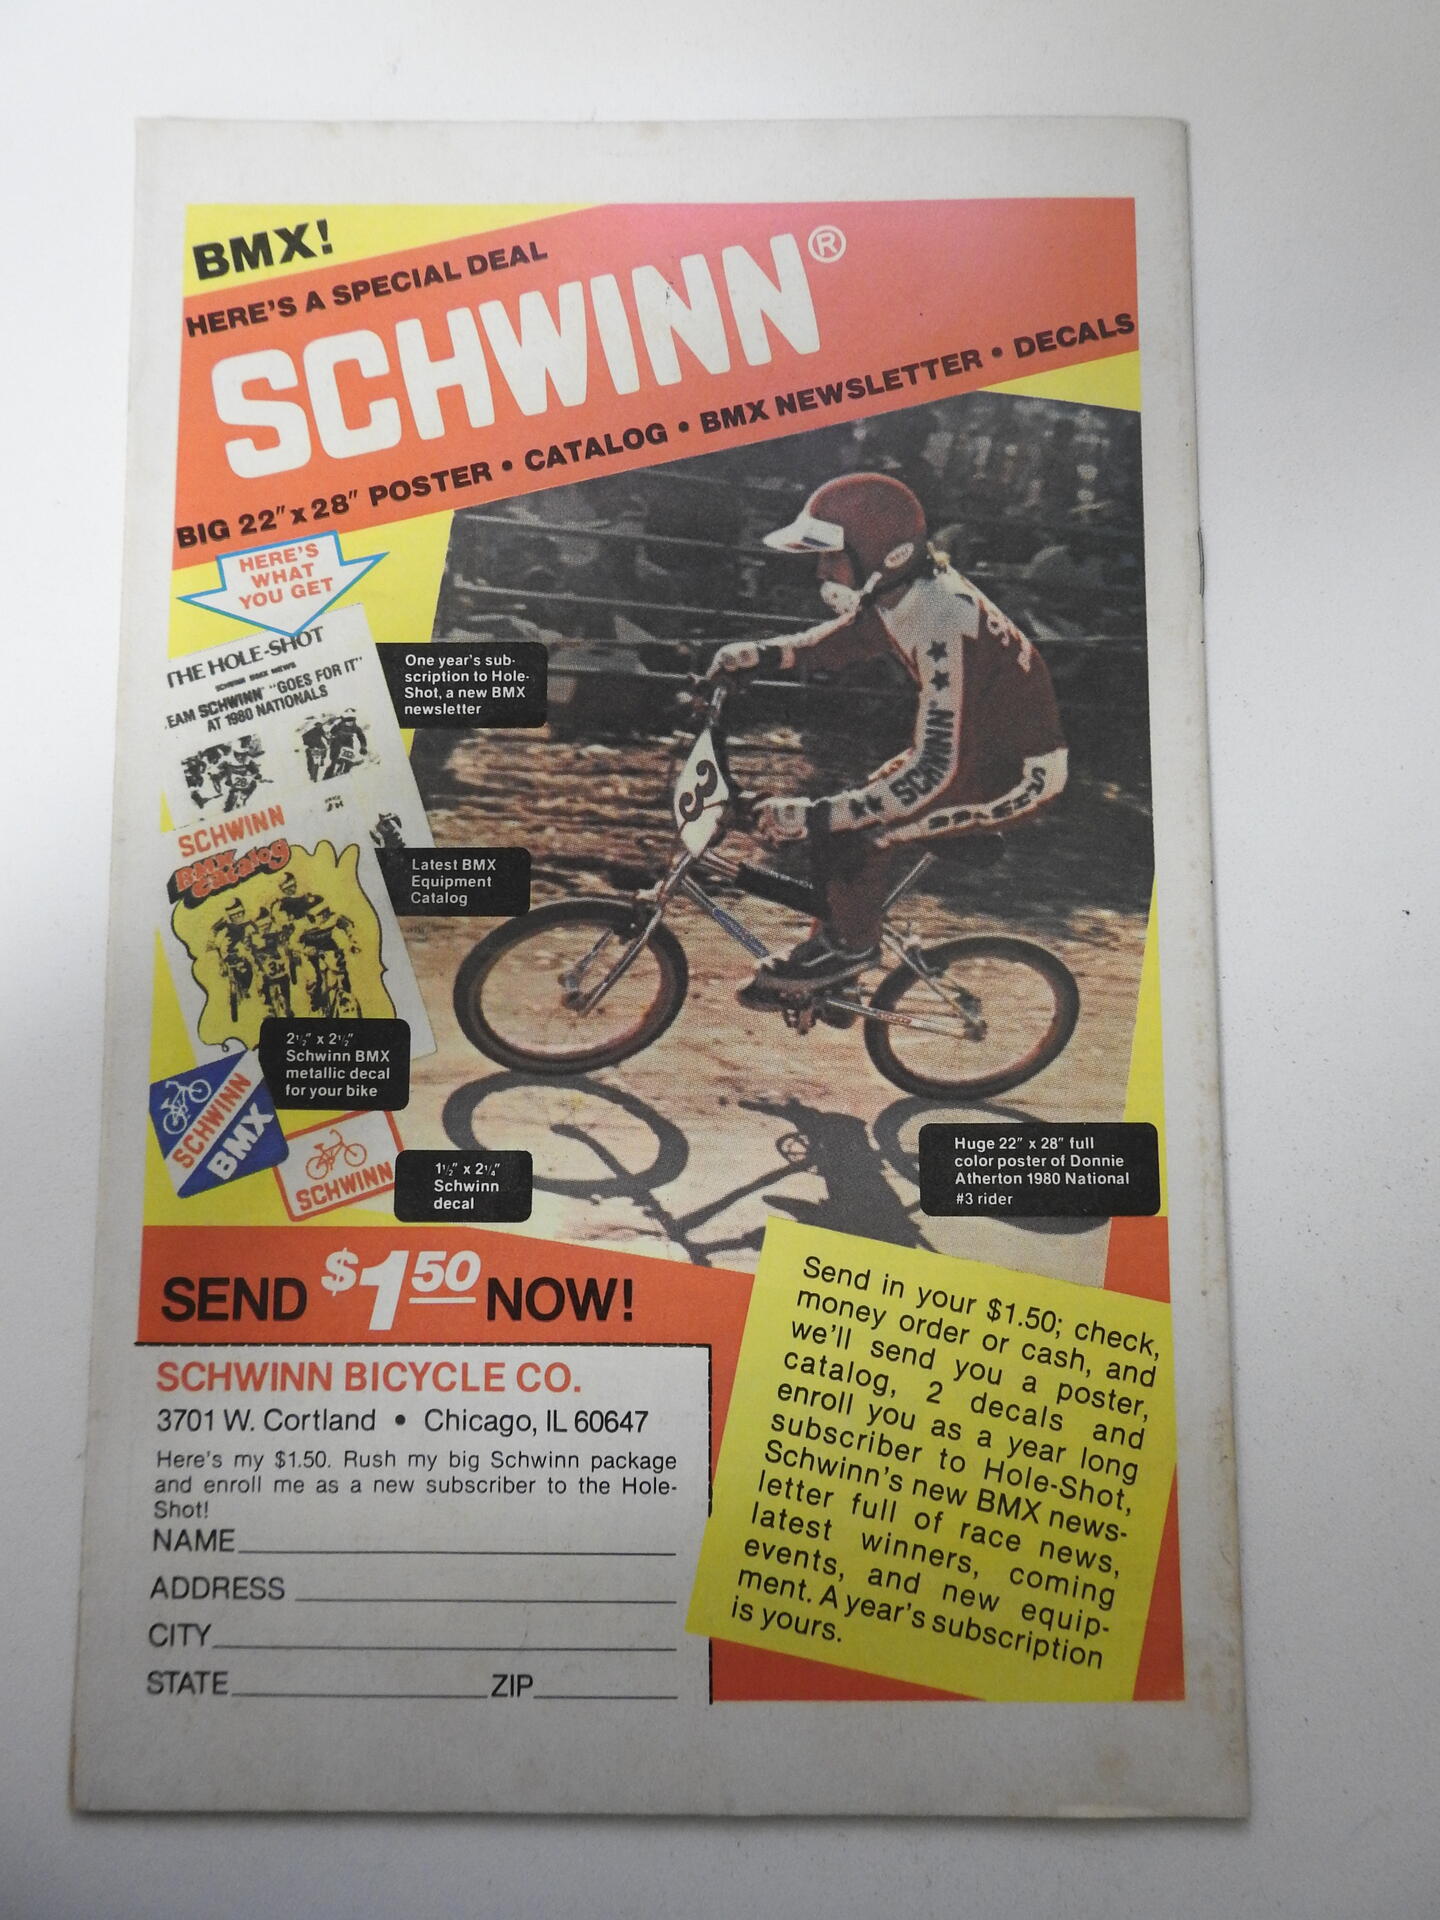 BMX!
HERE'S A SPECIAL DEAL
SCHWINN®
BIG 22" x 28" POSTER • CATALOG • BMX NEWSLETTER • DECALS
HERE'S
WHAT
YOU GET
THE HOLE-SHOT
SCHWINN BMX NEWS
EAM SCHWINN® "GOES FOR IT"
AT 1980 NATIONALS
One year's sub-
scription to Hole-
Shot, a new BMX
newsletter
SCHWINN
BMX
Catalog
3x
Latest BMX
Equipment
Catalog
2½" x 2½"
Schwinn BMX
metallic decal
for your bike
SCHWINN
BMX
SCHWINN
1½" x 2¼"
Schwinn
decal
BELL
SCHWINN
3
Huge 22" x 28" full
color poster of Donnie
Atherton 1980 National
#3 rider
SEND $1.50 NOW!
SCHWINN BICYCLE CO.
3701 W. Cortland • Chicago, IL 60647
Here's my $1.50. Rush my big Schwinn package
and enroll me as a new subscriber to the Hole-
Shot!
NAME
ADDRESS
CITY
STATE ZIP
Send in your $1.50; check,
money order or cash, and
we'll send you a poster,
catalog, 2 decals and
enroll you as a year long
subscriber to Hole-Shot,
Schwinn's new BMX news-
letter full of race news,
latest winners, coming
events, and new equip-
ment. A year's subscription
is yours.